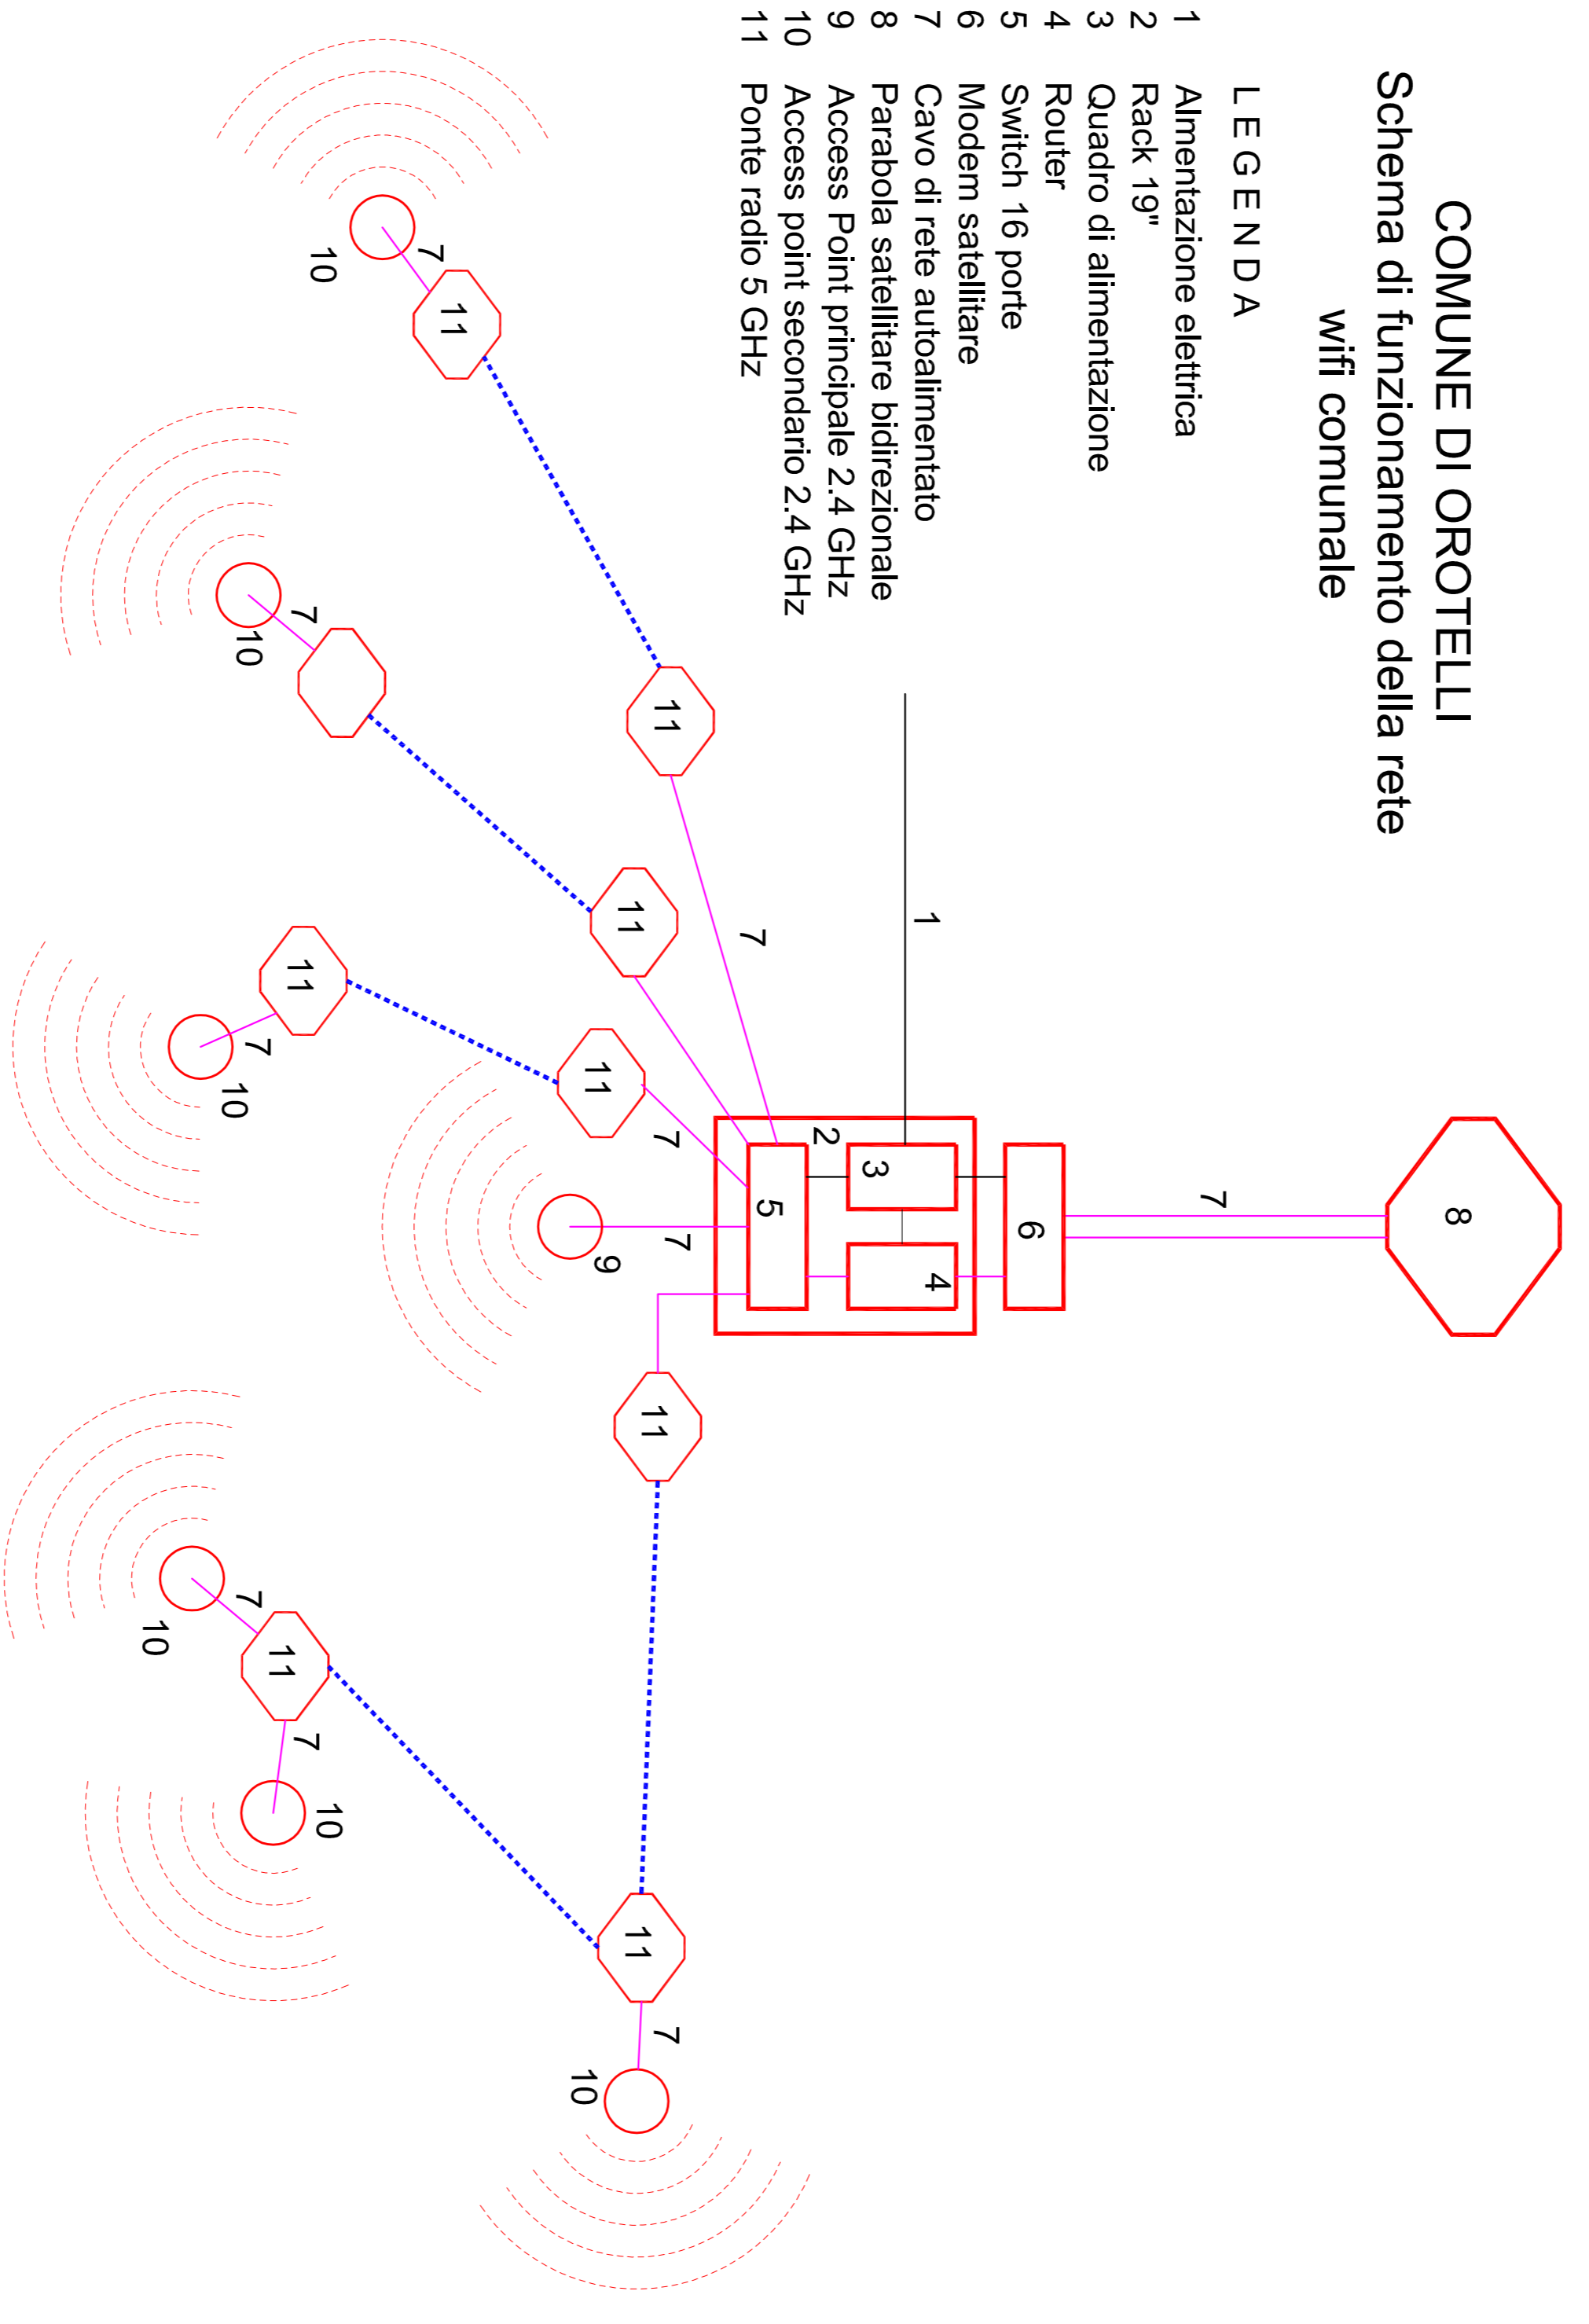 COMUNE DI OROTELLI
Schema di funzionamento della rete
wifi comunale
L E G E N D A
1 Almentazione elettrica
2 Rack 19"
3 Quadro di alimentazione
4 Router
5 Switch 16 porte
6 Modem satellitare
7 Cavo di rete autoalimentato
8 Parabola satellitare bidirezionale
9 Access Point principale 2.4 GHz
10 Access point secondario 2.4 GHz
11 Ponte radio 5 GHz
8
7
6
4
1
3
2
5
7
7
11
7
7
11
11
11
9
11
10
11
7
10
10
7
7
11
11
7
10
7
10
10